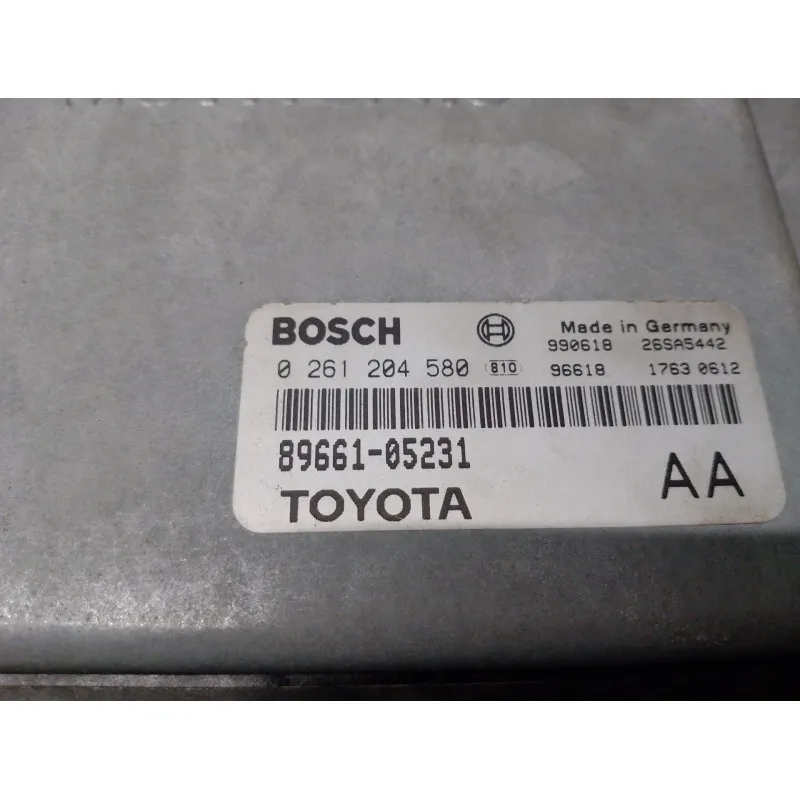 BOSCH Made in Germany
990618 26SA5442
0 261 204 580 810 96618 1763 0612
89661-05231
TOYOTA AA